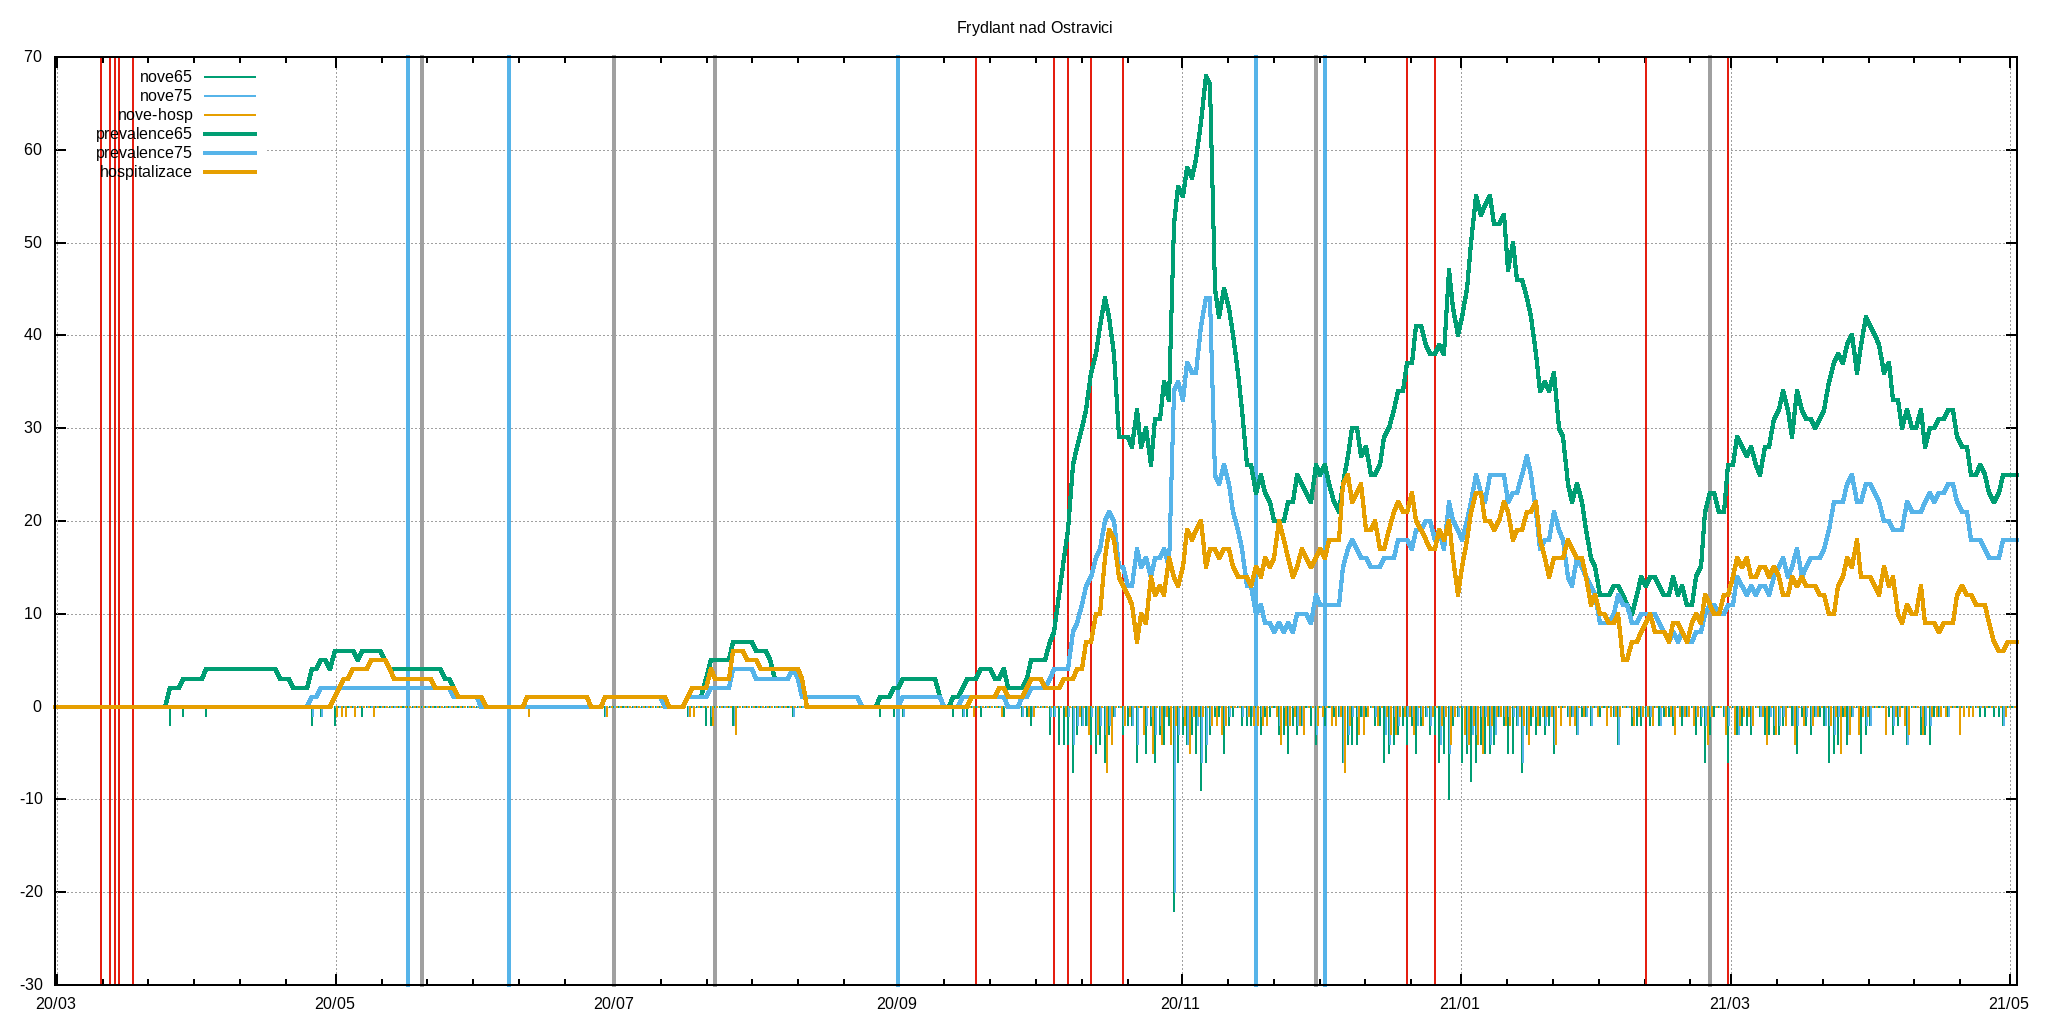 Frydlant nad Ostravici
70
60
50
40
30
20
10
0
-10
-20
-30
nove65
nove75
nove-hosp
prevalence65
prevalence75
hospitalizace
20/03 20/05 20/07 20/09 20/11 21/01 21/03 21/05